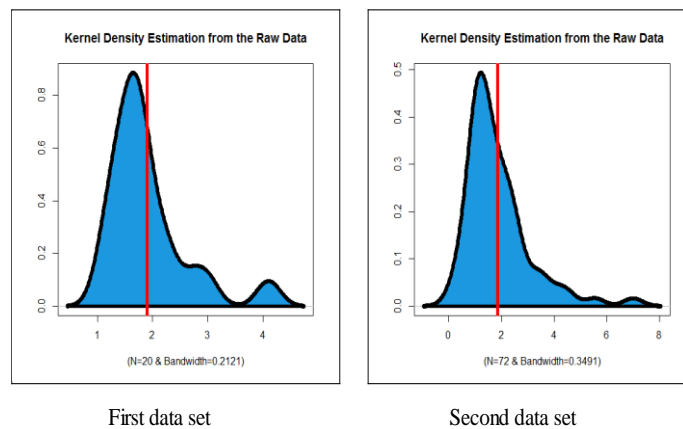 Kernel Density Estimation from the Raw Data
0.8
0.6
0.4
0.2
0.0
1 2 3 4
(N=20 & Bandwidth=0.2121)
First data set
Kernel Density Estimation from the Raw Data
0.5
0.4
0.3
0.2
0.1
0.0
0 2 4 6 8
(N=72 & Bandwidth=0.3491)
Second data set